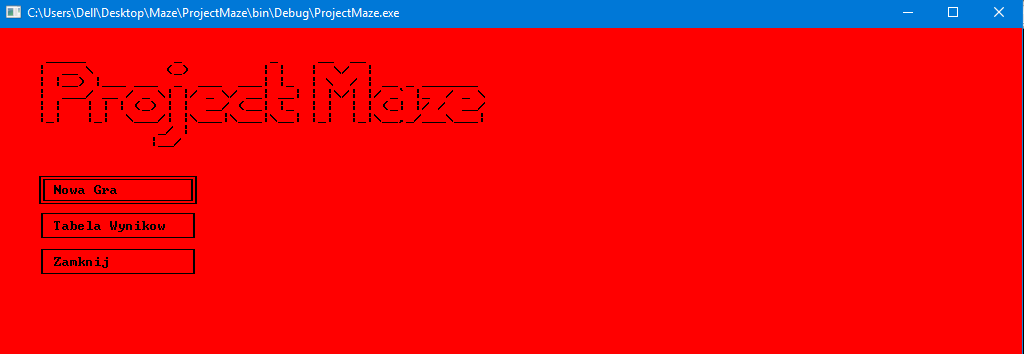 C:\Users\Dell\Desktop\Maze\ProjectMaze\bin\Debug\ProjectMaze.exe
Project Maze
Nowa Gra
Tabela Wynikow
Zamknij